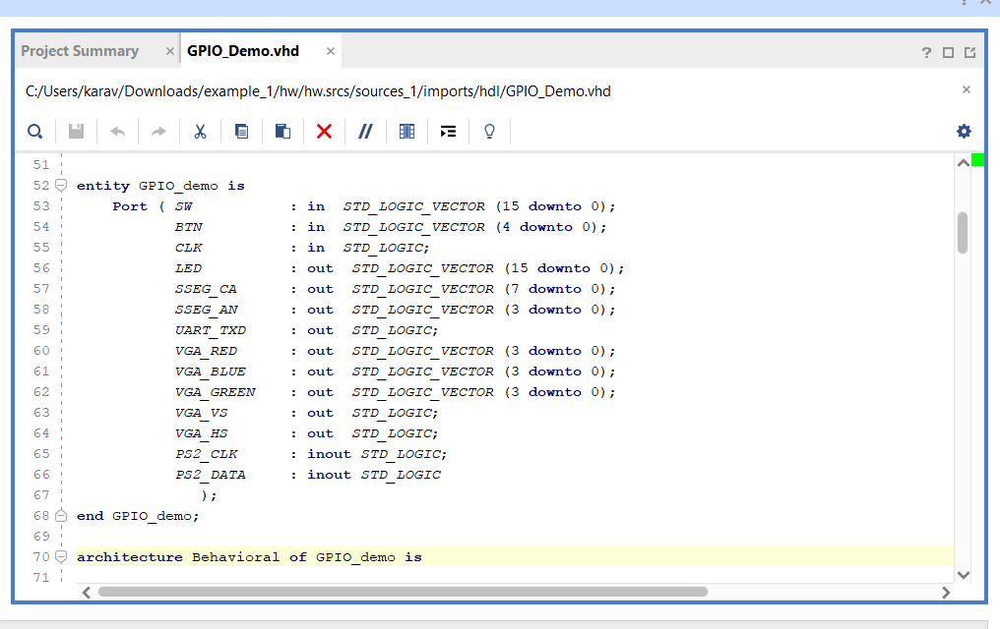 Project Summary × GPIO_Demo.vhd ×
C:/Users/karav/Downloads/example_1/hw/hw.srcs/sources_1/imports/hdl/GPIO_Demo.vhd
51
52 entity GPIO_demo is
53 Port ( SW : in STD_LOGIC_VECTOR (15 downto 0);
54 BTN : in STD_LOGIC_VECTOR (4 downto 0);
55 CLK : in STD_LOGIC;
56 LED : out STD_LOGIC_VECTOR (15 downto 0);
57 SSEG_CA : out STD_LOGIC_VECTOR (7 downto 0);
58 SSEG_AN : out STD_LOGIC_VECTOR (3 downto 0);
59 UART_TXD : out STD_LOGIC;
60 VGA_RED : out STD_LOGIC_VECTOR (3 downto 0);
61 VGA_BLUE : out STD_LOGIC_VECTOR (3 downto 0);
62 VGA_GREEN : out STD_LOGIC_VECTOR (3 downto 0);
63 VGA_VS : out STD_LOGIC;
64 VGA_HS : out STD_LOGIC;
65 PS2_CLK : inout STD_LOGIC;
66 PS2_DATA : inout STD_LOGIC
67 );
68 end GPIO_demo;
69
70 architecture Behavioral of GPIO_demo is
71